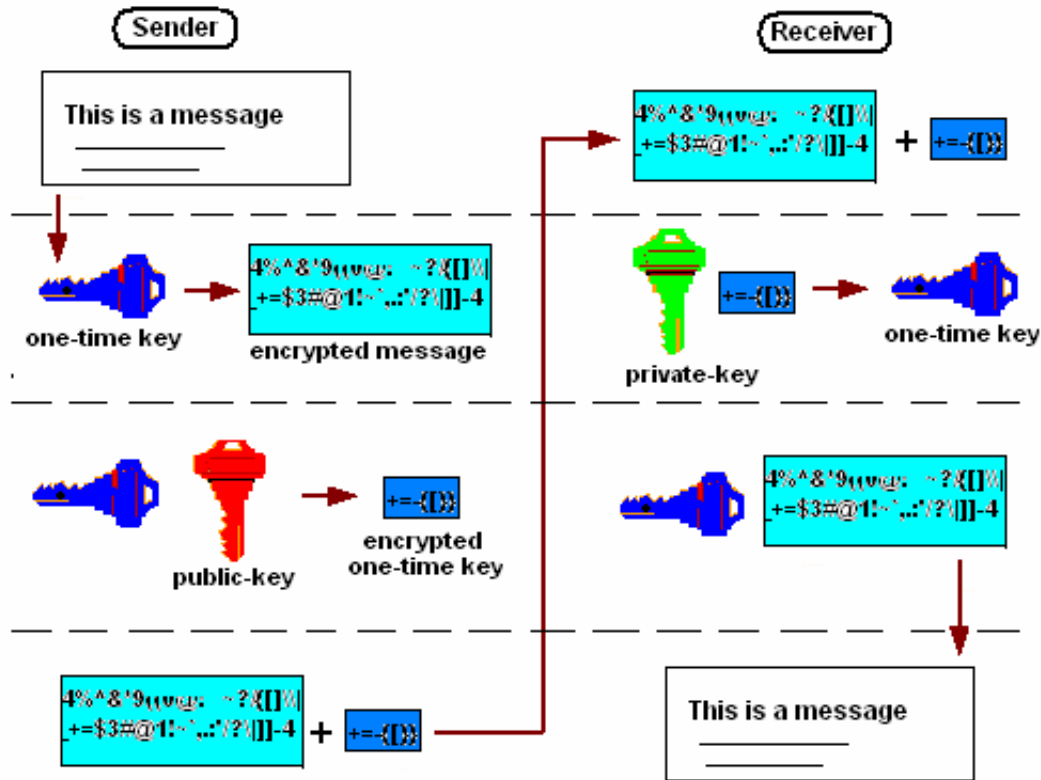 Sender
This is a message
one-time key
encrypted message
public-key
encrypted
one-time key
+
+=-([})
Receiver
+
+=-([})
private-key
+=-([})
one-time key
This is a message